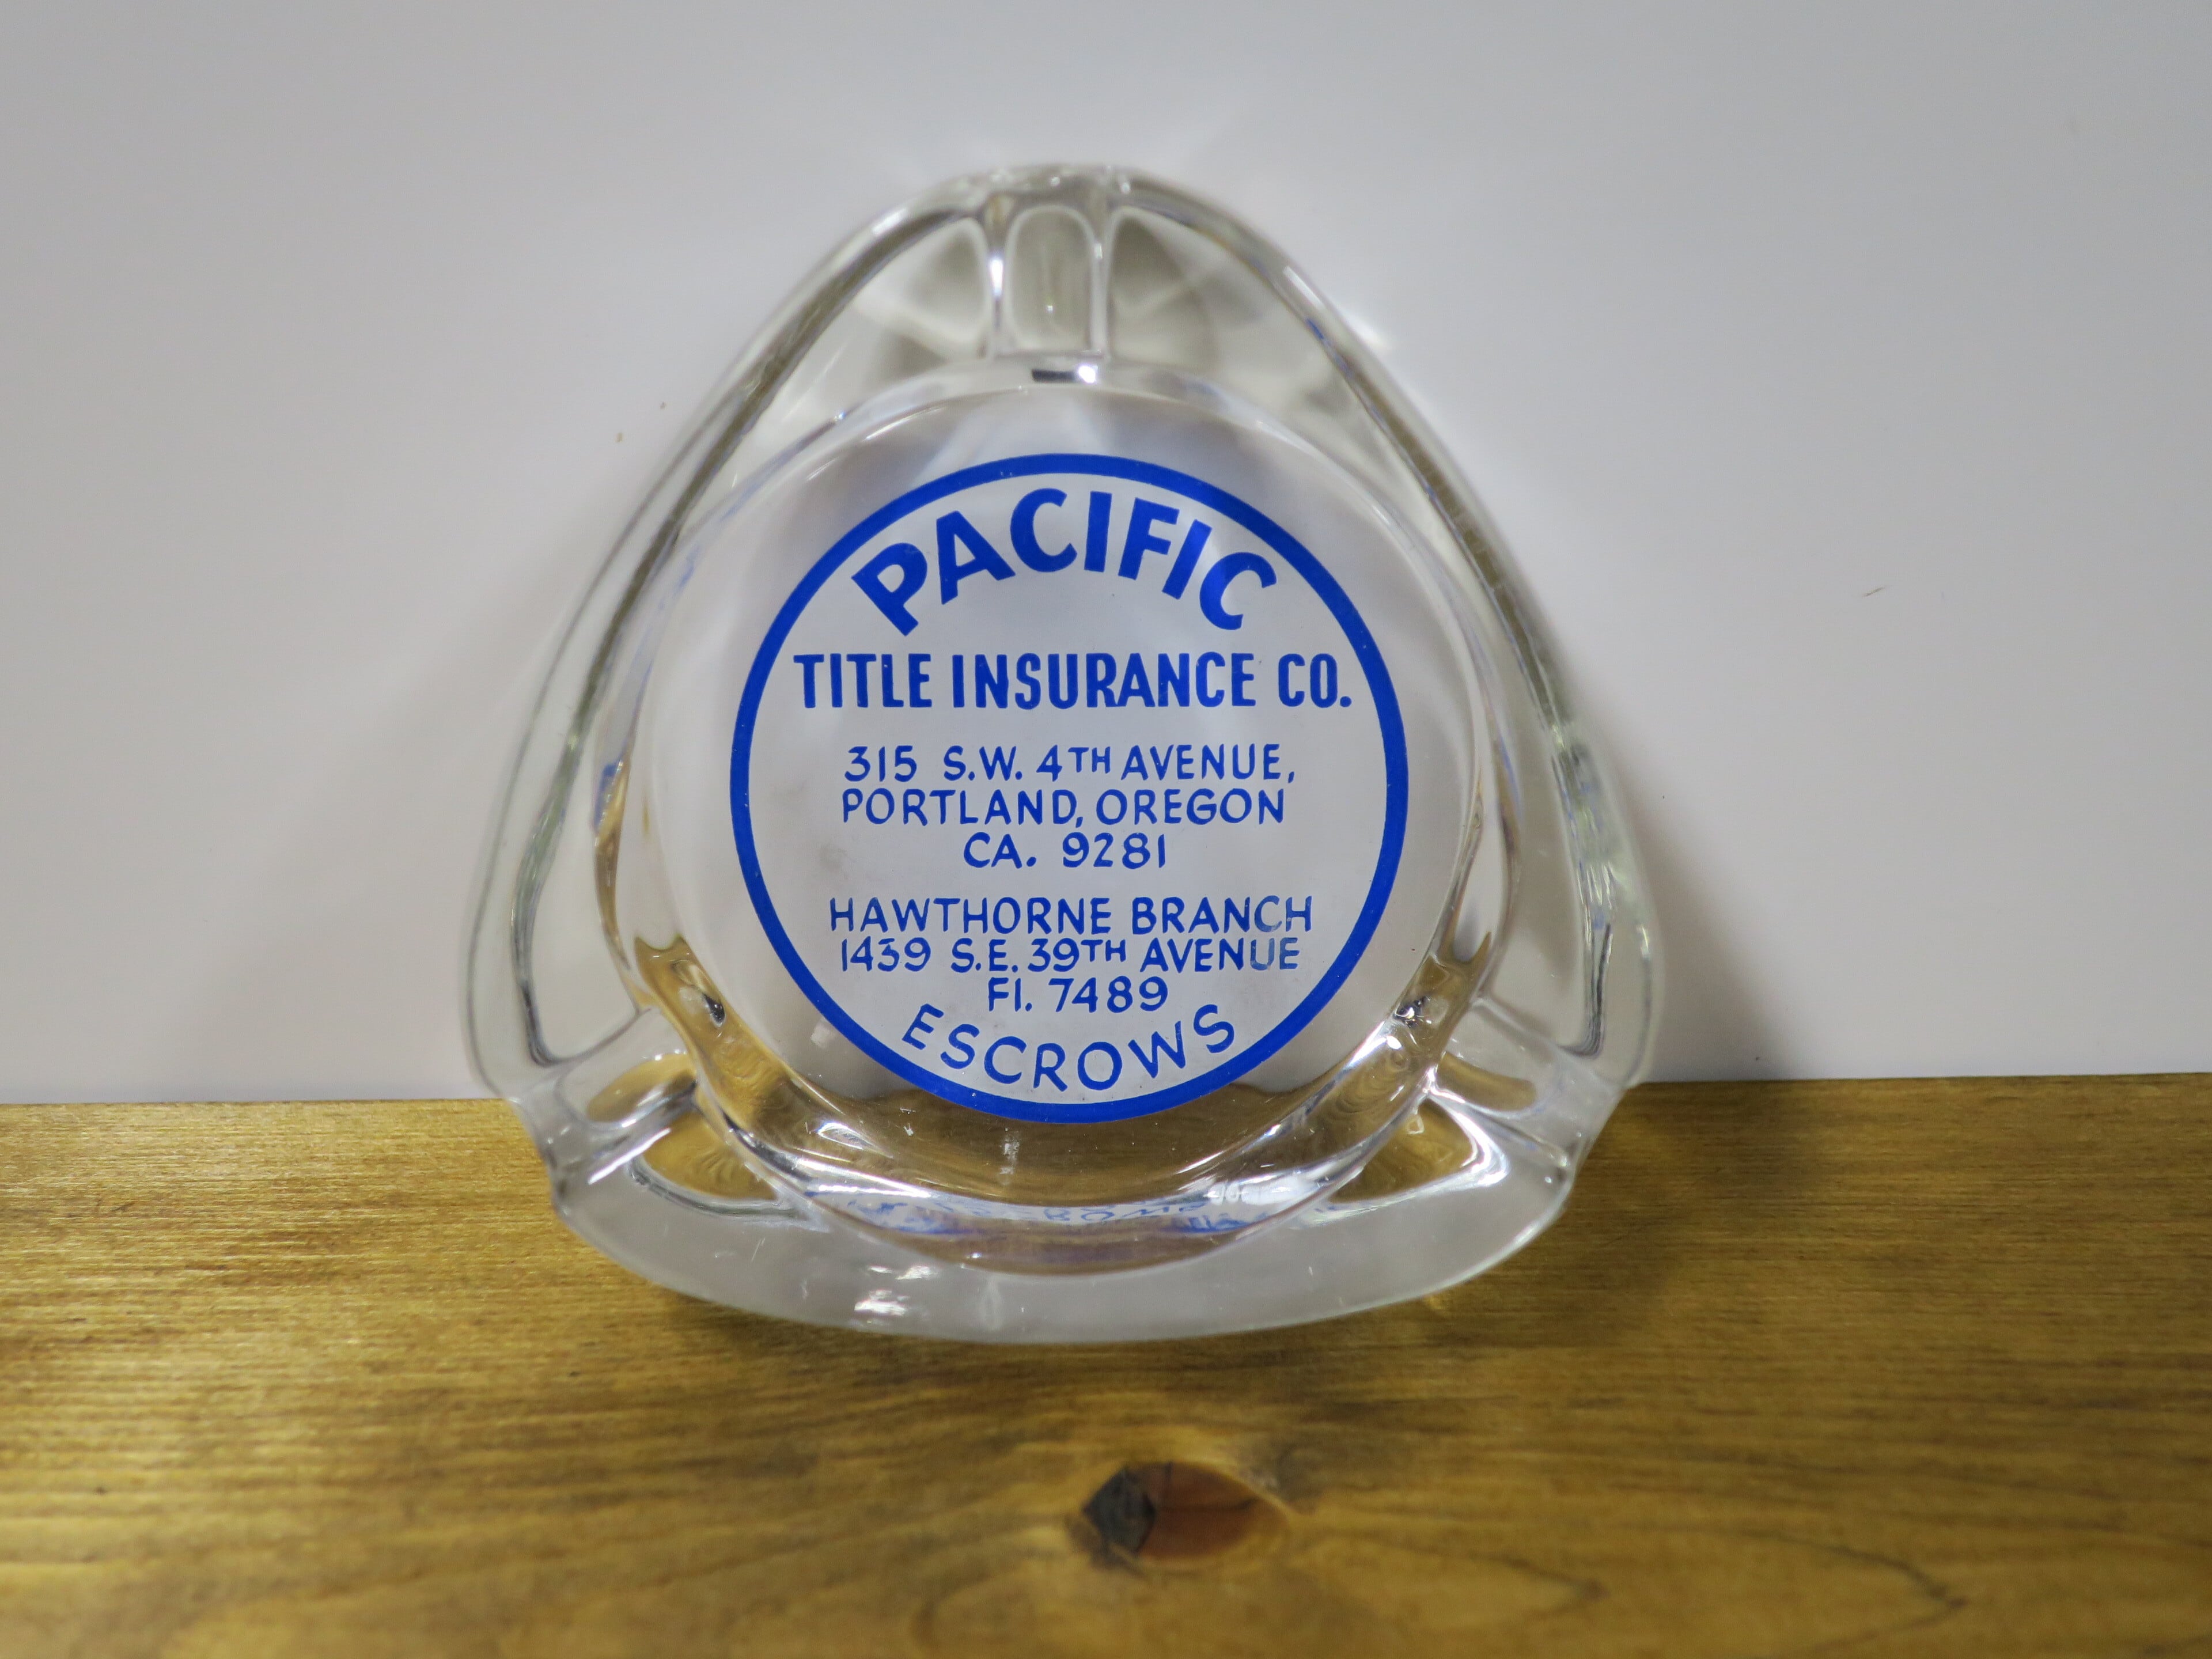 PACIFIC
TITLE INSURANCE CO.
315 S.W. 4TH AVENUE,
PORTLAND, OREGON
CA. 9281
HAWTHORNE BRANCH
1439 S.E. 39TH AVENUE
FI. 7489
ESCROWS